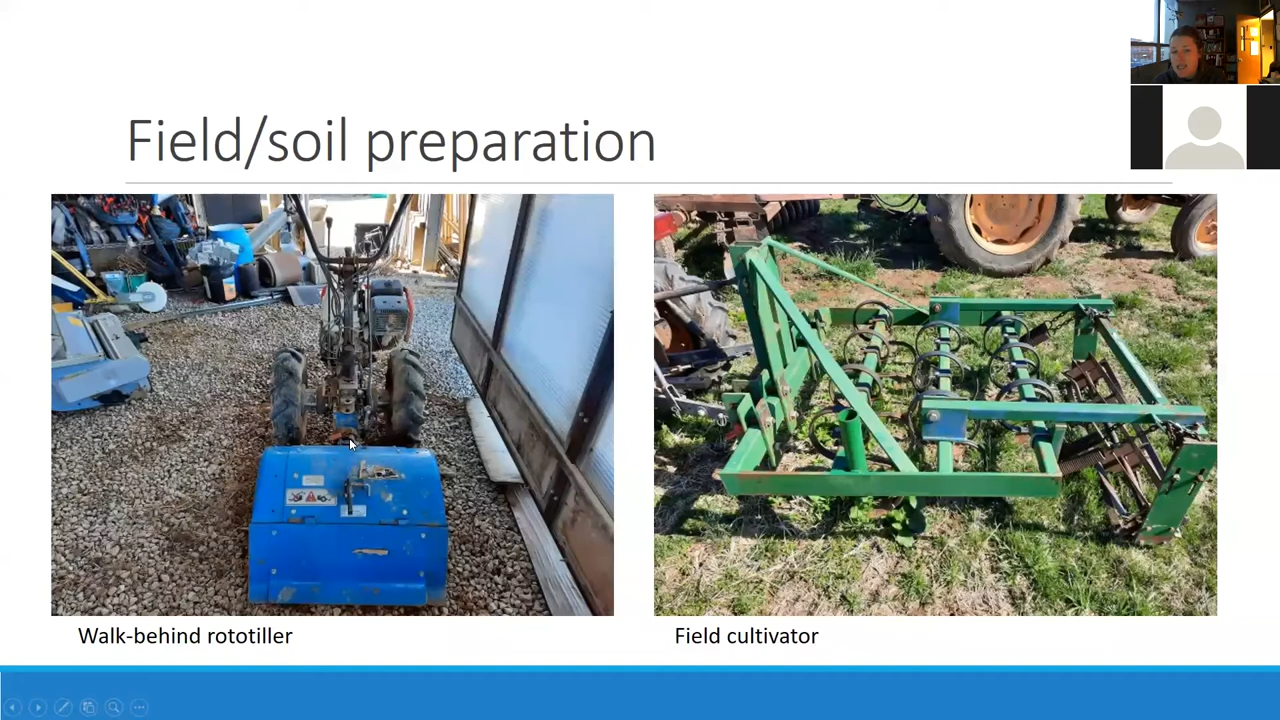 Field/soil preparation
Walk-behind rototiller
Field cultivator